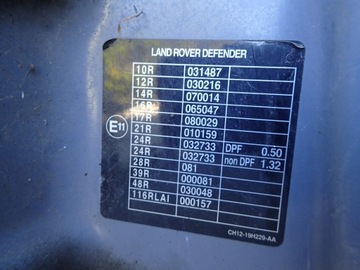 LAND ROVER DEFENDER
10R 031487
12R 030216
14R 070014
16R 065047
17R 080029
21R 010159
24R 032733 DPF 0.50
24R 032733 non DPF 1.32
28R 081
39R 000081
48R 030048
116RLAI 000157
E11
CH12-19H229-AA